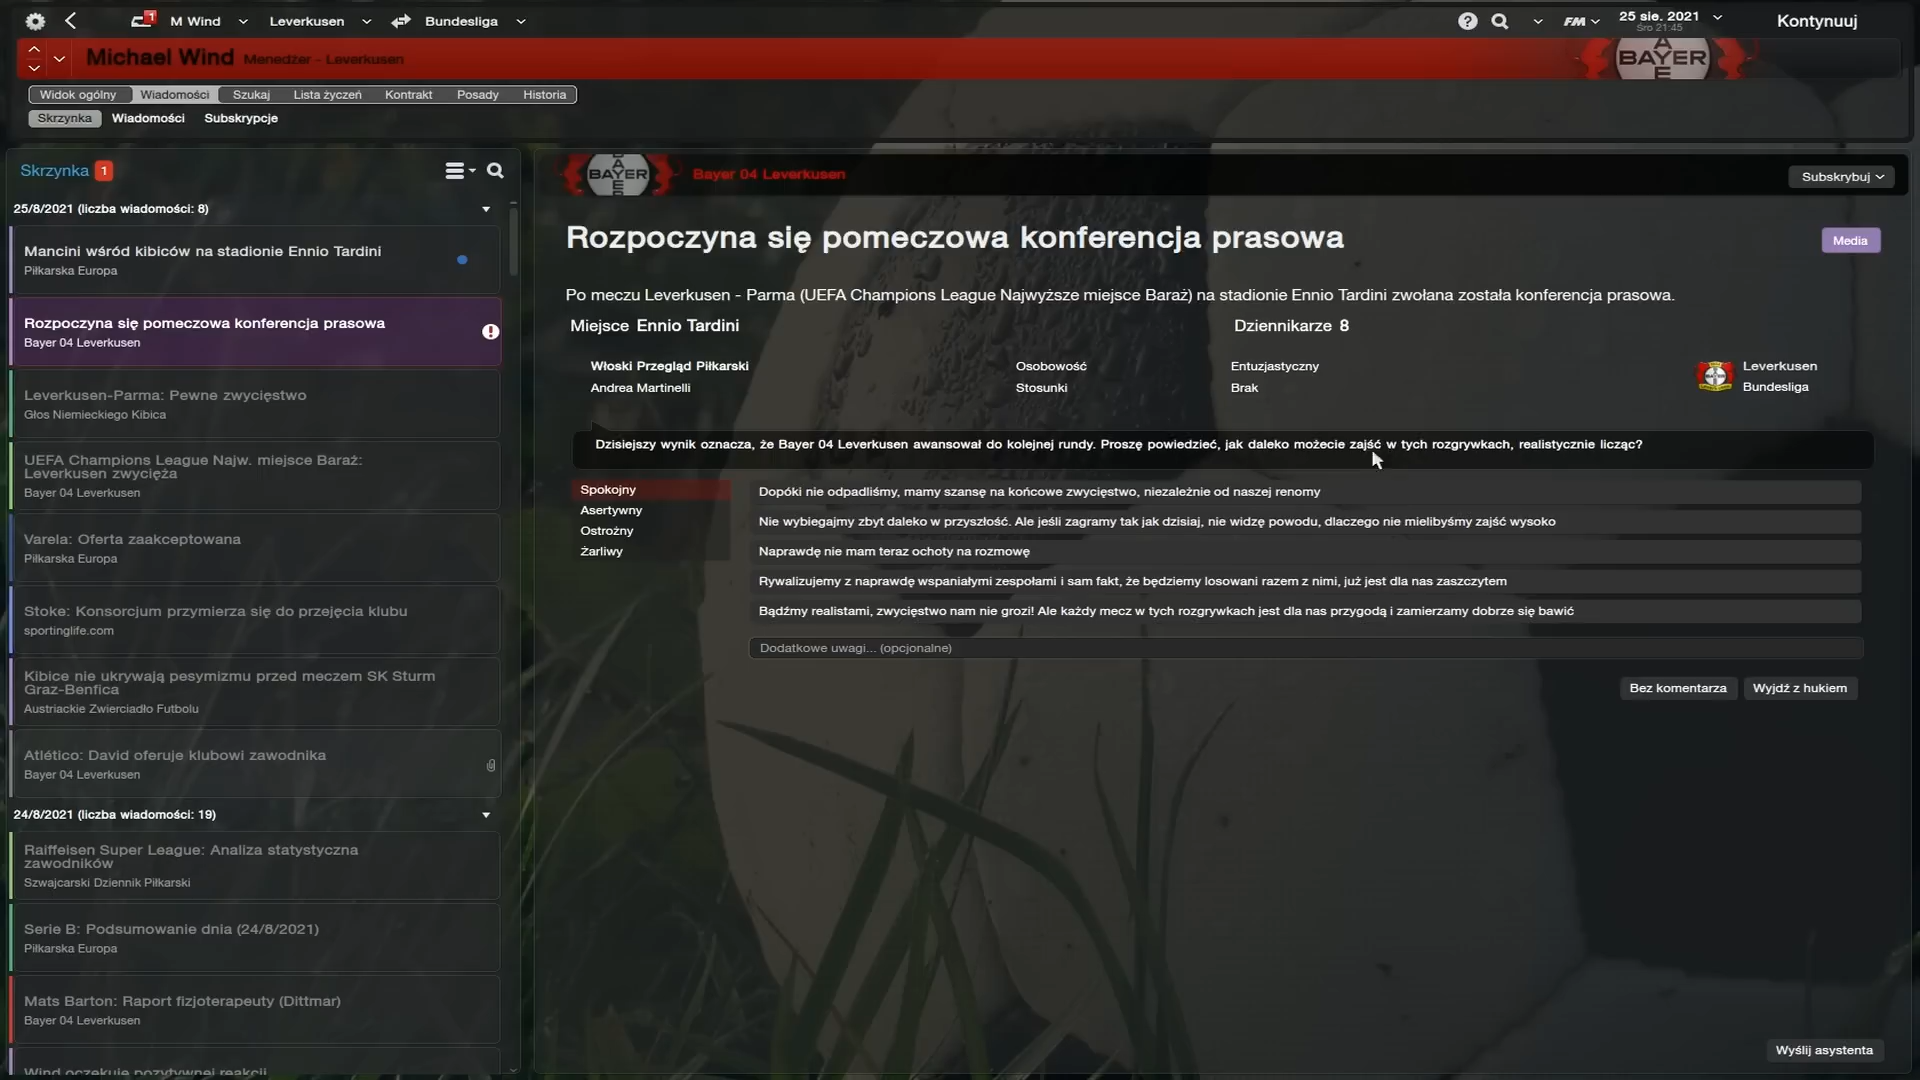 1
M Wind
Leverkusen
Bundesliga
FM
25 sie. 2021
Śro 21:45
Kontynuuj
Michael Wind
Menedżer - Leverkusen
BAYER
Widok ogólny
Wiadomości
Szukaj
Lista życzeń
Kontrakt
Posady
Historia
Skrzynka
Wiadomości
Subskrypcje
Skrzynka 1
25/8/2021 (liczba wiadomości: 8)
Mancini wśród kibiców na stadionie Ennio Tardini
Piłkarska Europa
Rozpoczyna się pomeczowa konferencja prasowa
Bayer 04 Leverkusen
Leverkusen-Parma: Pewne zwycięstwo
Głos Niemieckiego Kibica
UEFA Champions League Najw. miejsce Baraż:
Leverkusen zwycięża
Bayer 04 Leverkusen
Varela: Oferta zaakceptowana
Piłkarska Europa
Stoke: Konsorcjum przymierza się do przejęcia klubu
sportinglife.com
Kibice nie ukrywają pesymizmu przed meczem SK Sturm
Graz-Benfica
Austriackie Zwierciadło Futbolu
Atlético: David oferuje klubowi zawodnika
Bayer 04 Leverkusen
24/8/2021 (liczba wiadomości: 19)
Raiffeisen Super League: Analiza statystyczna
zawodników
Szwajcarski Dziennik Piłkarski
Serie B: Podsumowanie dnia (24/8/2021)
Piłkarska Europa
Mats Barton: Raport fizjoterapeuty (Dittmar)
Bayer 04 Leverkusen
Wind oczekuje pozytywnej reakcji
BAYER
Bayer 04 Leverkusen
Subskrybuj
Rozpoczyna się pomeczowa konferencja prasowa
Media
Po meczu Leverkusen - Parma (UEFA Champions League Najwyższe miejsce Baraż) na stadionie Ennio Tardini zwołana została konferencja prasowa.
Miejsce Ennio Tardini
Dziennikarze 8
Włoski Przegląd Piłkarski
Osobowość
Entuzjastyczny
Leverkusen
Andrea Martinelli
Stosunki
Brak
Bundesliga
Dzisiejszy wynik oznacza, że Bayer 04 Leverkusen awansował do kolejnej rundy. Proszę powiedzieć, jak daleko możecie zajść w tych rozgrywkach, realistycznie licząc?
Spokojny
Asertywny
Ostrożny
Żarliwy
Dopóki nie odpadliśmy, mamy szansę na końcowe zwycięstwo, niezależnie od naszej renomy
Nie wybiegajmy zbyt daleko w przyszłość. Ale jeśli zagramy tak jak dzisiaj, nie widzę powodu, dlaczego nie mielibyśmy zajść wysoko
Naprawdę nie mam teraz ochoty na rozmowę
Rywalizujemy z naprawdę wspaniałymi zespołami i sam fakt, że będziemy losowani razem z nimi, już jest dla nas zaszczytem
Bądźmy realistami, zwycięstwo nam nie grozi! Ale każdy mecz w tych rozgrywkach jest dla nas przygodą i zamierzamy dobrze się bawić
Dodatkowe uwagi... (opcjonalne)
Bez komentarza
Wyjdź z hukiem
Wyślij asystenta